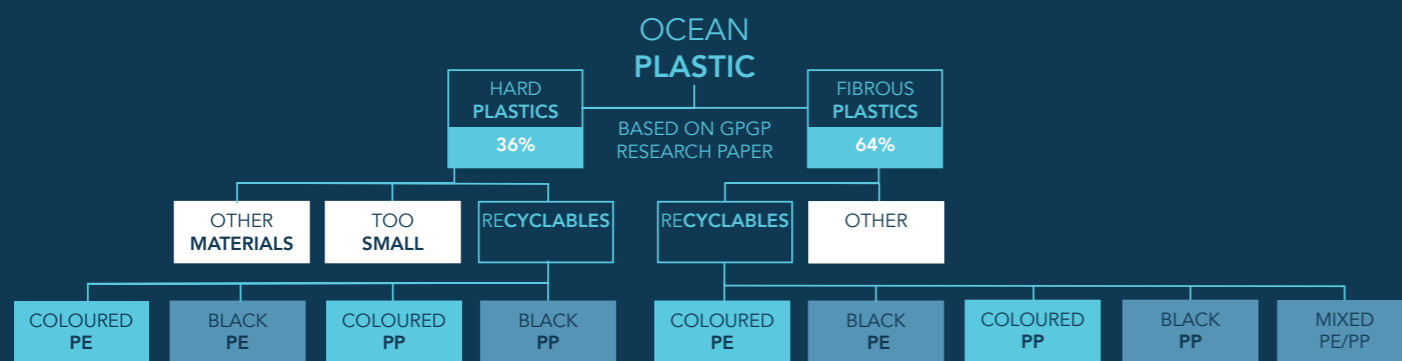 OCEAN
PLASTIC
HARD
PLASTICS
36%
BASED ON GPGP
RESEARCH PAPER
FIBROUS
PLASTICS
64%
OTHER
MATERIALS
TOO
SMALL
RECYCLABLES
RECYCLABLES
OTHER
COLOURED
PE
BLACK
PE
COLOURED
PP
BLACK
PP
COLOURED
PE
BLACK
PE
COLOURED
PP
BLACK
PP
MIXED
PE/PP